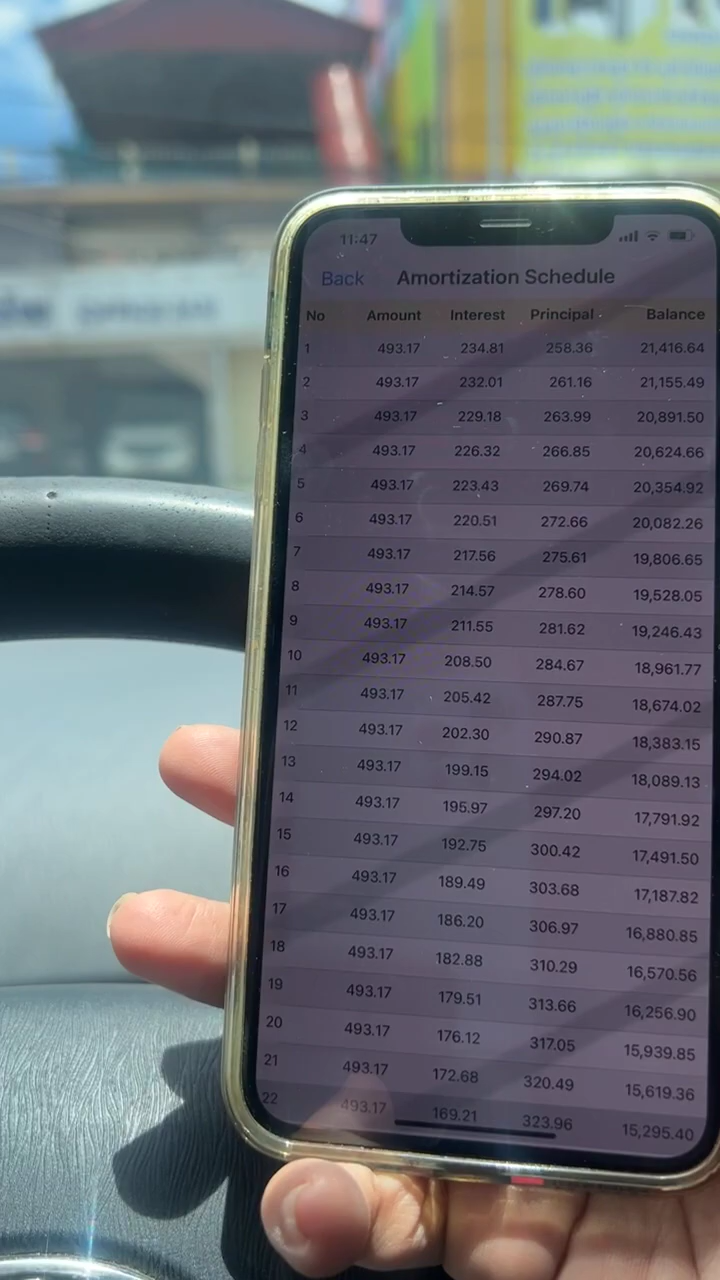 11:47
Back Amortization Schedule
No Amount Interest Principal Balance
1 493.17 234.81 258.36 21,416.64
2 493.17 232.01 261.16 21,155.49
3 493.17 229.18 263.99 20,891.50
4 493.17 226.32 266.85 20,624.66
5 493.17 223.43 269.74 20,354.92
6 493.17 220.51 272.66 20,082.26
7 493.17 217.56 275.61 19,806.65
8 493.17 214.57 278.60 19,528.05
9 493.17 211.55 281.62 19,246.43
10 493.17 208.50 284.67 18,961.77
11 493.17 205.42 287.75 18,674.02
12 493.17 202.30 290.87 18,383.15
13 493.17 199.15 294.02 18,089.13
14 493.17 195.97 297.20 17,791.92
15 493.17 192.75 300.42 17,491.50
16 493.17 189.49 303.68 17,187.82
17 493.17 186.20 306.97 16,880.85
18 493.17 182.88 310.29 16,570.56
19 493.17 179.51 313.66 16,256.90
20 493.17 176.12 317.05 15,939.85
21 493.17 172.68 320.49 15,619.36
22 493.17 169.21 323.96 15,295.40